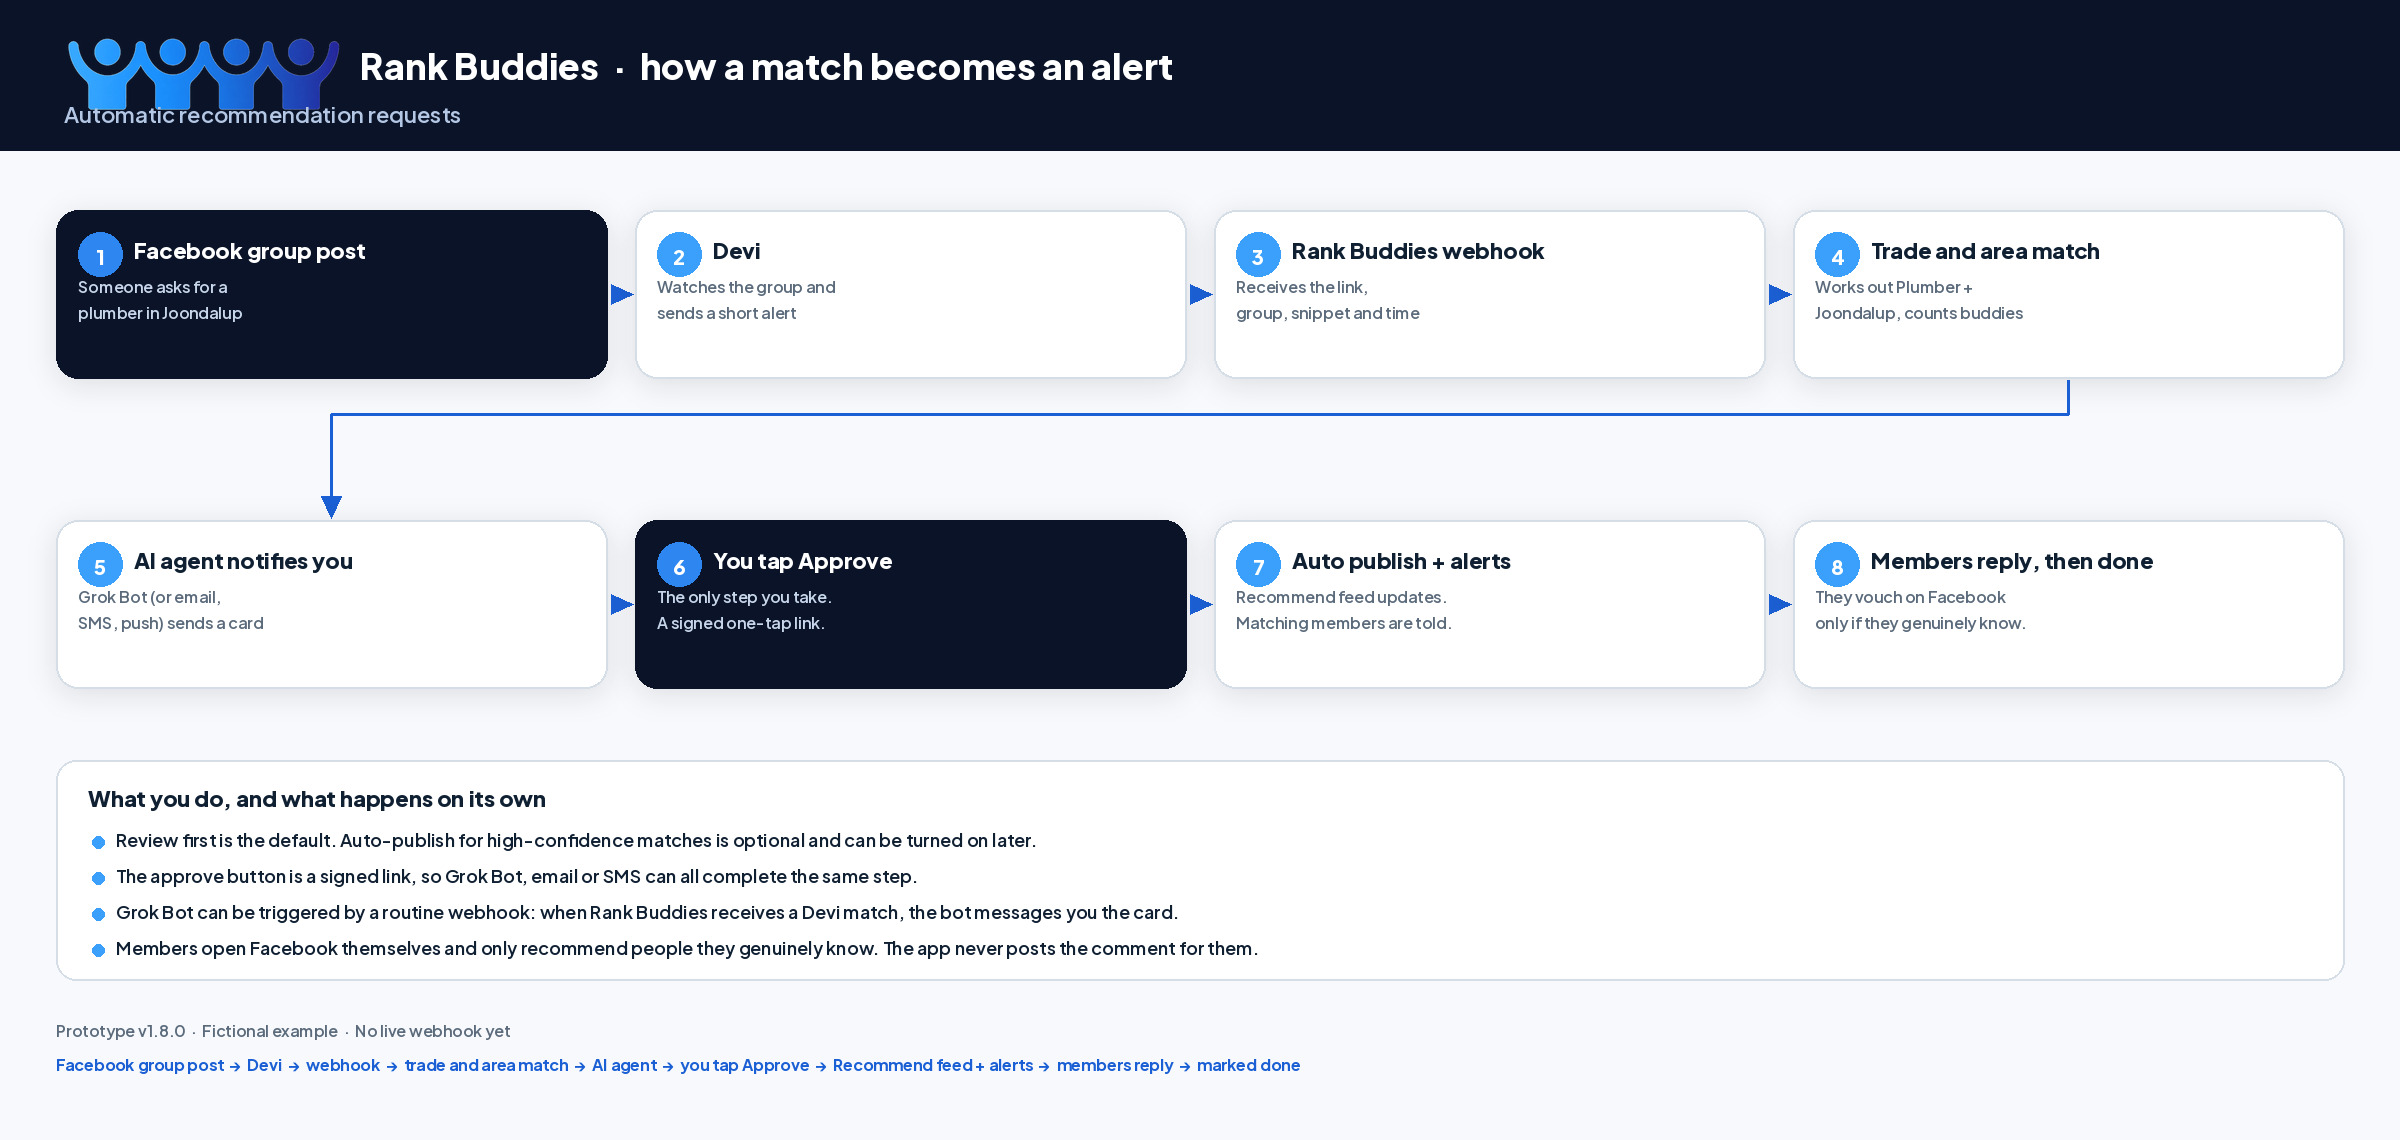 Rank Buddies · how a match becomes an alert
Automatic recommendation requests
1 Facebook group post
Someone asks for a
plumber in Joondalup
2 Devi
Watches the group and
sends a short alert
3 Rank Buddies webhook
Receives the link,
group, snippet and time
4 Trade and area match
Works out Plumber +
Joondalup, counts buddies
5 AI agent notifies you
Grok Bot (or email,
SMS, push) sends a card
6 You tap Approve
The only step you take.
A signed one-tap link.
7 Auto publish + alerts
Recommend feed updates.
Matching members are told.
8 Members reply, then done
They vouch on Facebook
only if they genuinely know.
What you do, and what happens on its own
Review first is the default. Auto-publish for high-confidence matches is optional and can be turned on later.
The approve button is a signed link, so Grok Bot, email or SMS can all complete the same step.
Grok Bot can be triggered by a routine webhook: when Rank Buddies receives a Devi match, the bot messages you the card.
Members open Facebook themselves and only recommend people they genuinely know. The app never posts the comment for them.
Prototype v1.8.0 · Fictional example · No live webhook yet
Facebook group post → Devi → webhook → trade and area match → AI agent → you tap Approve → Recommend feed + alerts → members reply → marked done